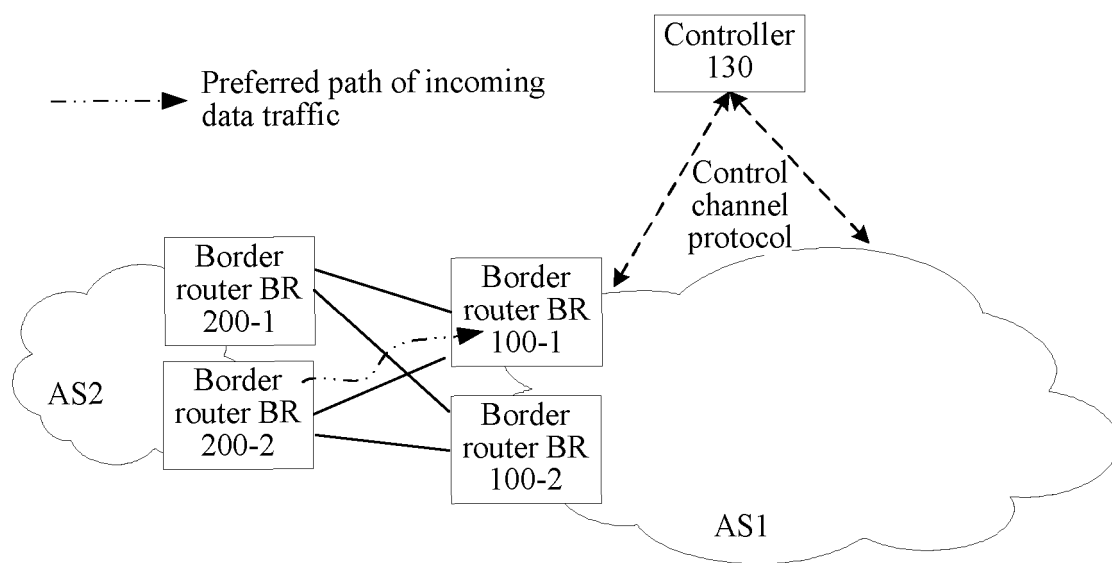 Controller
130
Preferred path of incoming
data traffic
Control
channel
protocol
Border
router BR
200-1
Border
router BR
100-1
Border
router BR
200-2
AS2
Border
router BR
100-2
AS1